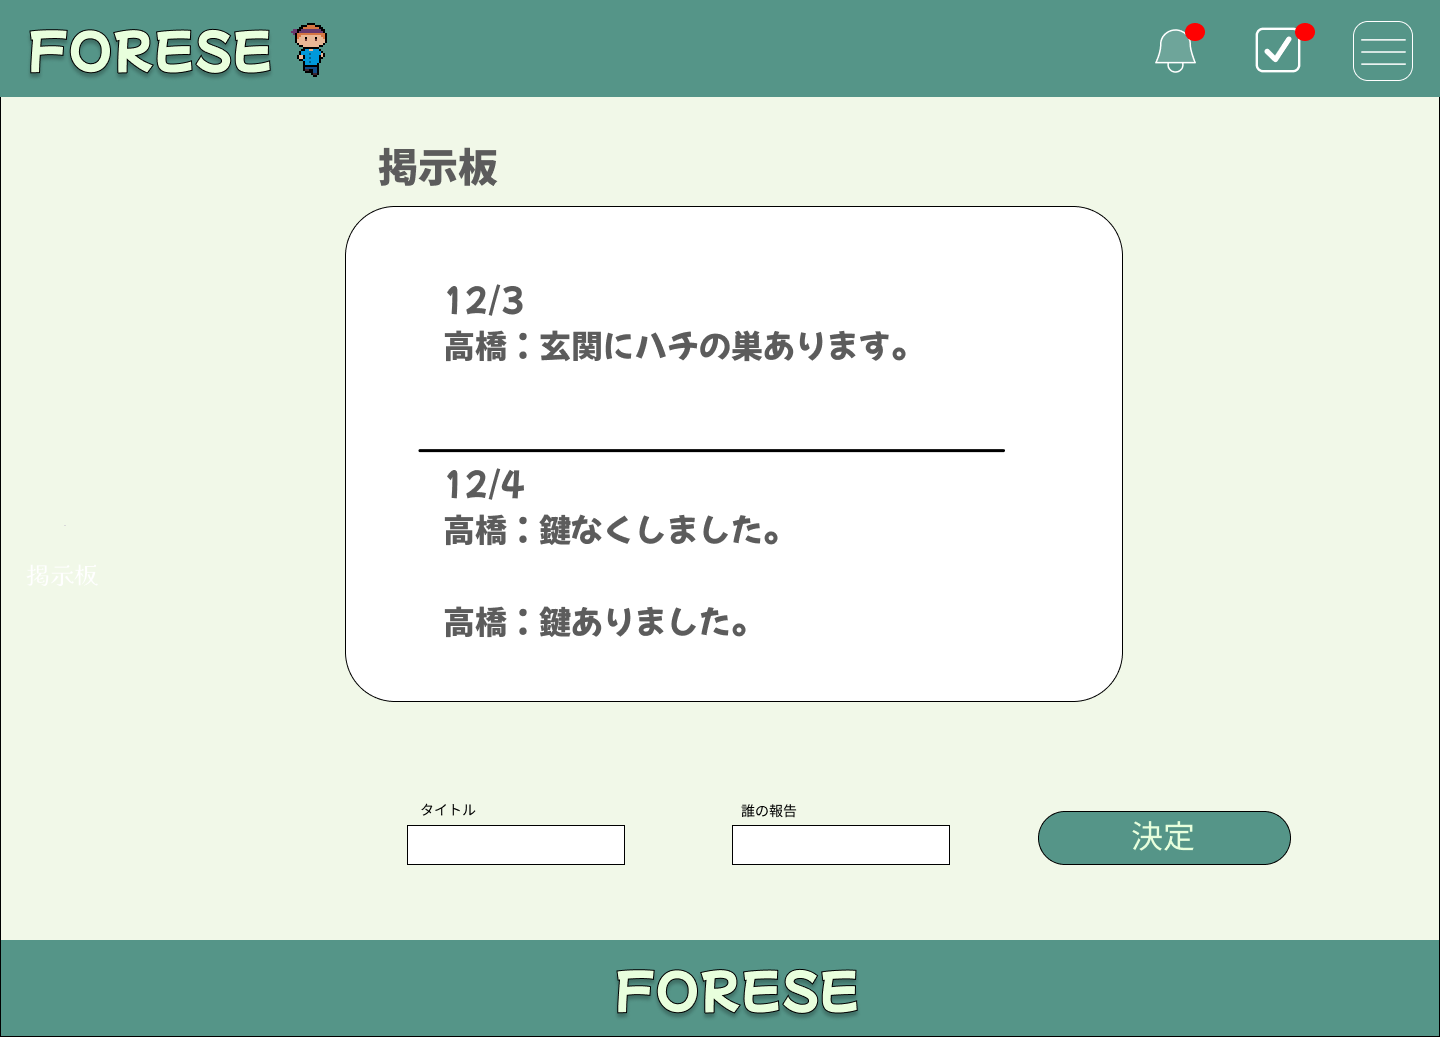 FORESE
掲示板
12/3
高橋：玄関にハチの巣あります。
12/4
高橋：鍵なくしました。
高橋：鍵ありました。
掲示板
タイトル
誰の報告
決定
FORESE